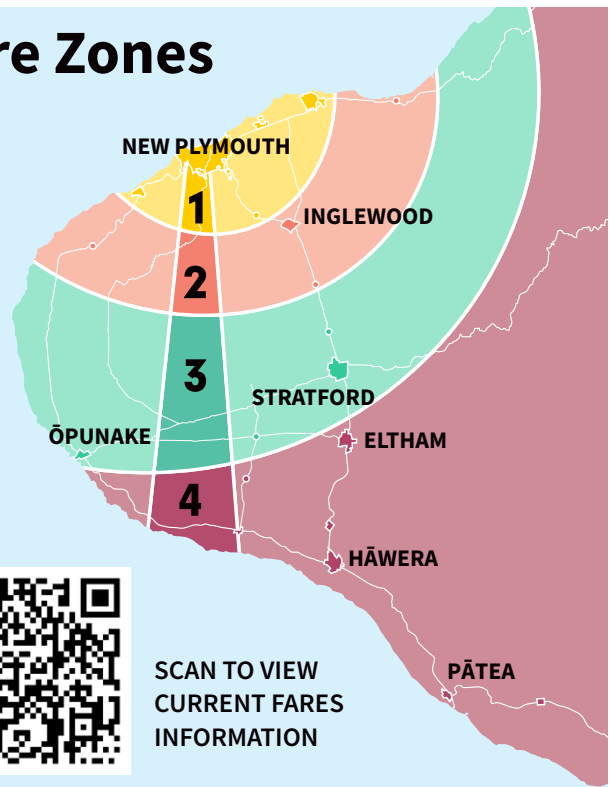 re Zones
NEW PLYMOUTH
1
INGLEWOOD
2
3
STRATFORD
ŌPUNAKE
ELTHAM
4
HĀWERA
SCAN TO VIEW
CURRENT FARES
INFORMATION
PĀTEA